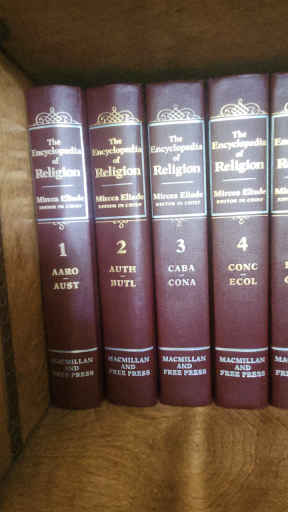 The
Encyclopedia
of
Religion
Mircea Eliade
EDITOR IN CHIEF
1
AARO
AUST
MACMILLAN
AND
FREE PRESS
The
Encyclopedia
of
Religion
Mircea Eliade
EDITOR IN CHIEF
2
AUTH
BUTL
MACMILLAN
AND
FREE PRESS
The
Encyclopedia
of
Religion
Mircea Eliade
EDITOR IN CHIEF
3
CABA
CONA
MACMILLAN
AND
FREE PRESS
The
Encyclopedia
of
Religion
Mircea Eliade
EDITOR IN CHIEF
4
CONC
ECOL
MACMILLAN
AND
FREE PRESS